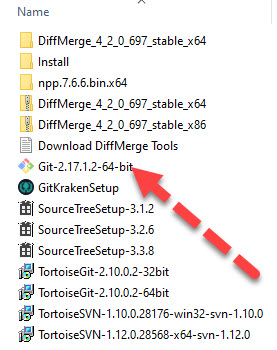 Name
DiffMerge_4_2_0_697_stable_x64
Install
npp.7.6.6.bin.x64
DiffMerge_4_2_0_697_stable_x64
DiffMerge_4_2_0_697_stable_x86
Download DiffMerge Tools
Git-2.17.1.2-64-bit
GitKrakenSetup
SourceTreeSetup-3.1.2
SourceTreeSetup-3.2.6
SourceTreeSetup-3.3.8
TortoiseGit-2.10.0.2-32bit
TortoiseGit-2.10.0.2-64bit
TortoiseSVN-1.10.0.28176-win32-svn-1.10.0
TortoiseSVN-1.12.0.28568-x64-svn-1.12.0